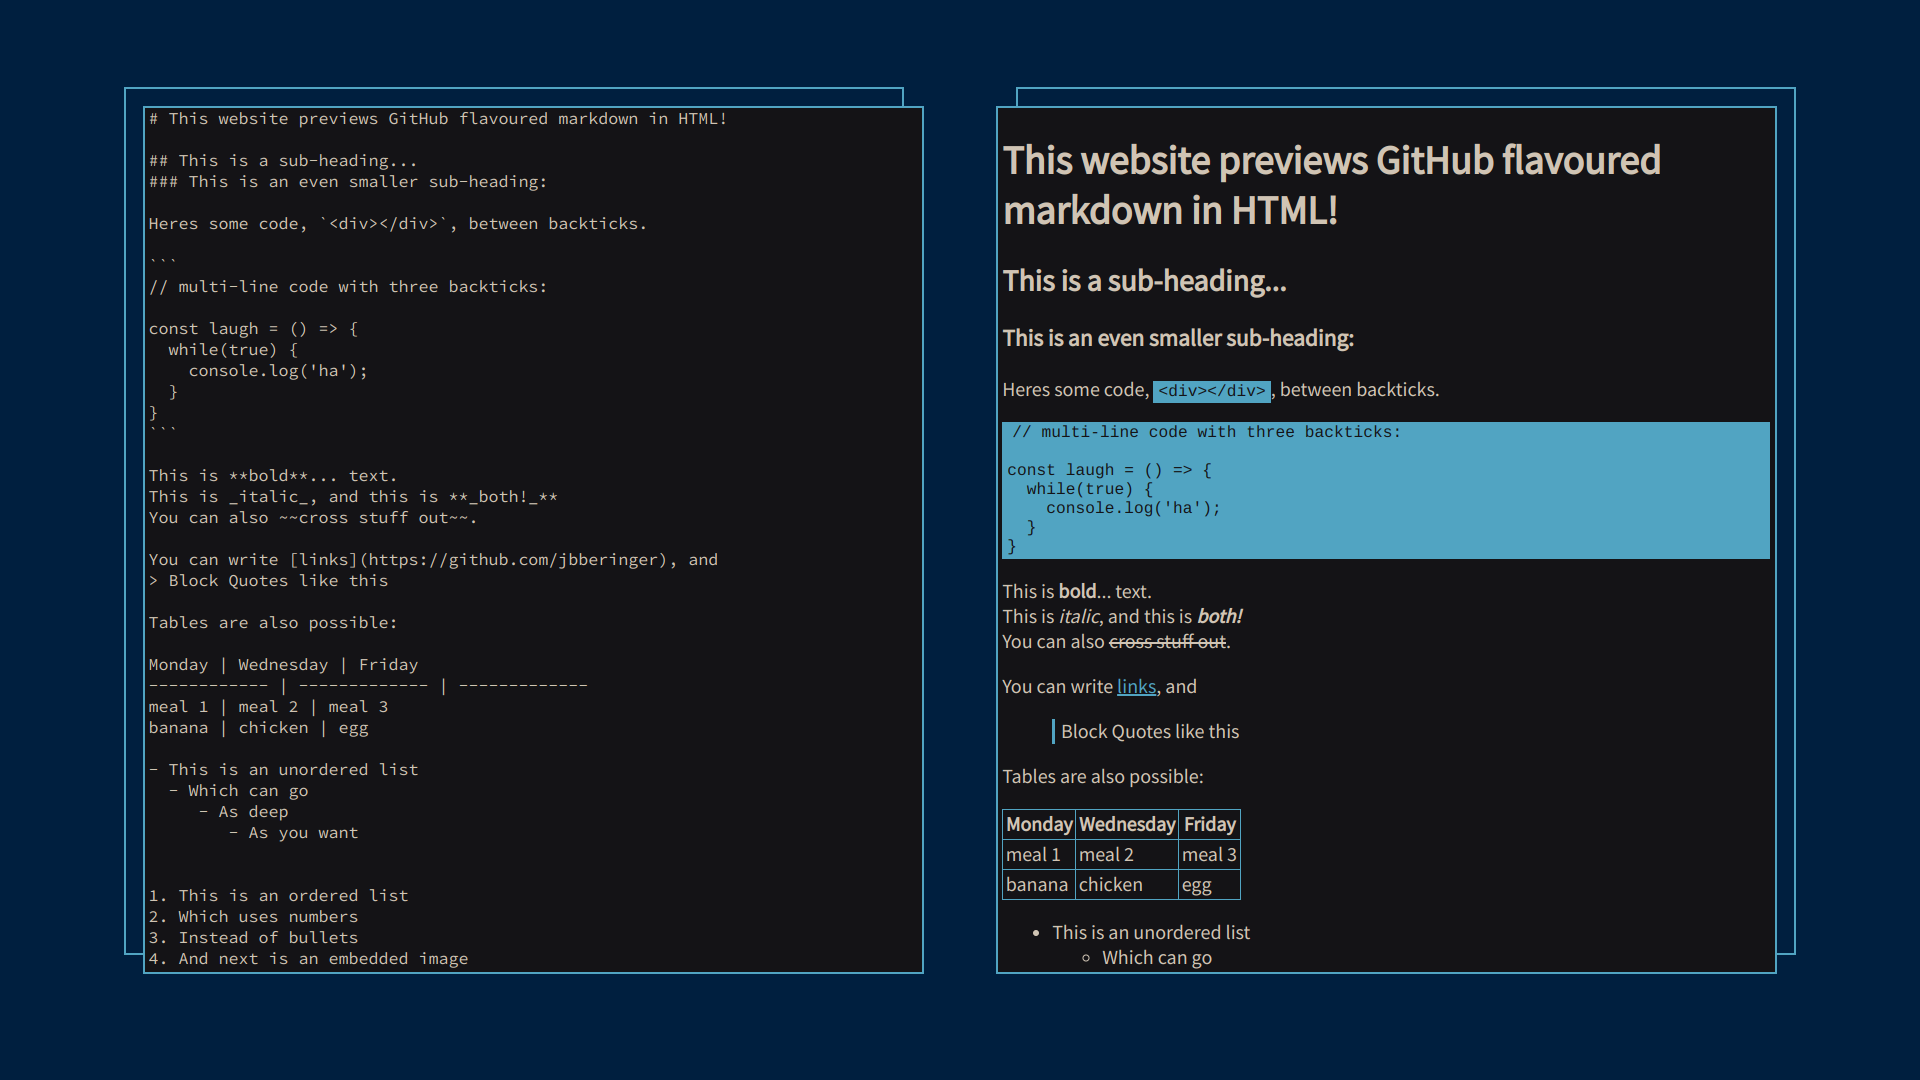 # This website previews GitHub flavoured markdown in HTML!
## This is a sub-heading...
### This is an even smaller sub-heading:
Heres some code, `<div></div>`, between backticks.
```
// multi-line code with three backticks:
const laugh = () => {
  while(true) {
    console.log('ha');
  }
}
```
This is **bold**... text.
This is _italic_, and this is **_both!_**
You can also ~~cross stuff out~~.
You can write [links](https://github.com/jbberinger), and
> Block Quotes like this
Tables are also possible:
Monday | Wednesday | Friday
------------ | ------------- | -------------
meal 1 | meal 2 | meal 3
banana | chicken | egg
- This is an unordered list
  - Which can go
     - As deep
        - As you want
1. This is an ordered list
2. Which uses numbers
3. Instead of bullets
4. And next is an embedded image
This website previews GitHub flavoured
markdown in HTML!
This is a sub-heading...
This is an even smaller sub-heading:
Heres some code, <div></div>, between backticks.
// multi-line code with three backticks:
const laugh = () => {
  while(true) {
    console.log('ha');
  }
}
This is bold... text.
This is italic, and this is both!
You can also cross stuff out.
You can write links, and
Block Quotes like this
Tables are also possible:
Monday Wednesday Friday
meal 1 meal 2 meal 3
banana chicken egg
• This is an unordered list
◦ Which can go